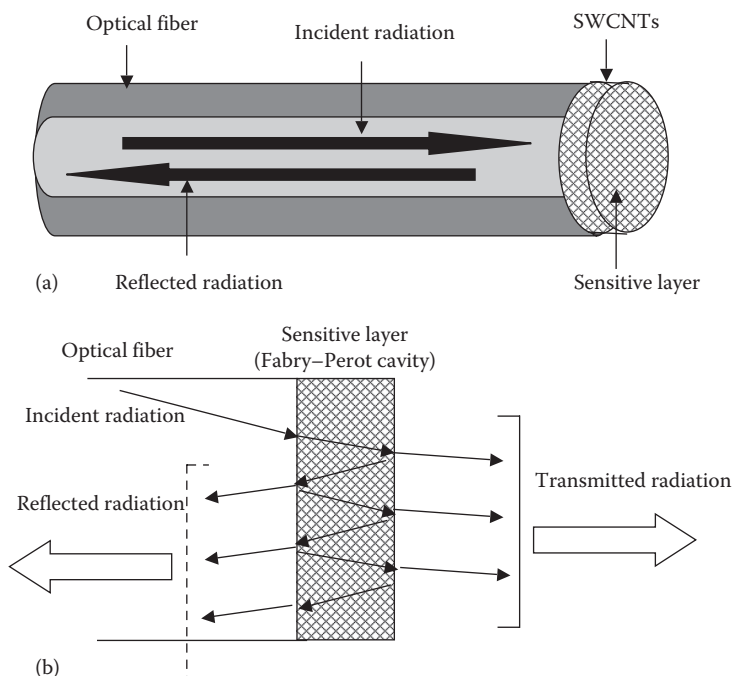 Optical fiber
Incident radiation
SWCNTs
(a)
Reflected radiation
Sensitive layer
Optical fiber
Sensitive layer
(Fabry–Perot cavity)
Incident radiation
Reflected radiation
Transmitted radiation
(b)